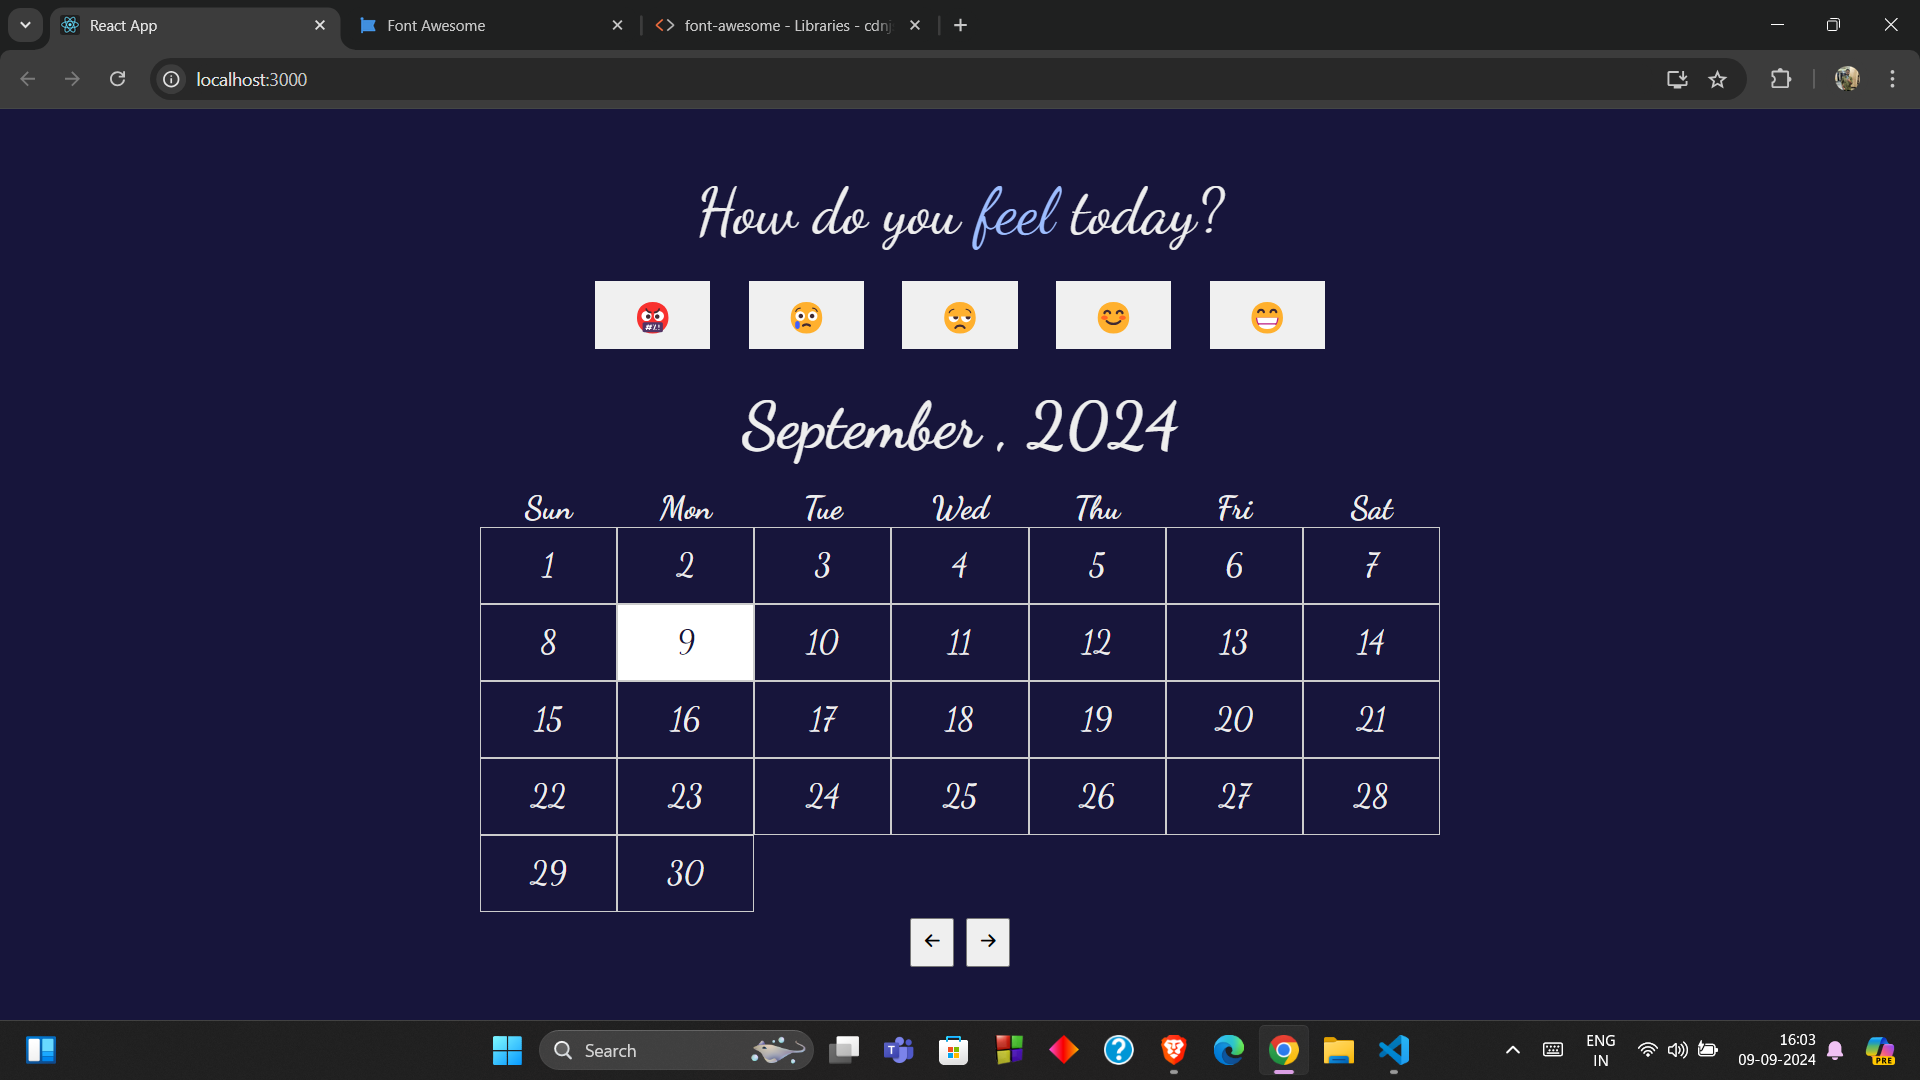 React App
Font Awesome
font-awesome - Libraries - cdnj
localhost:3000
How do you feel today?
#!/!
September , 2024
Sun Mon Tue Wed Thu Fri Sat
1 2 3 4 5 6 7
8 9 10 11 12 13 14
15 16 17 18 19 20 21
22 23 24 25 26 27 28
29 30
Search
ENG
IN
16:03
09-09-2024
PRE